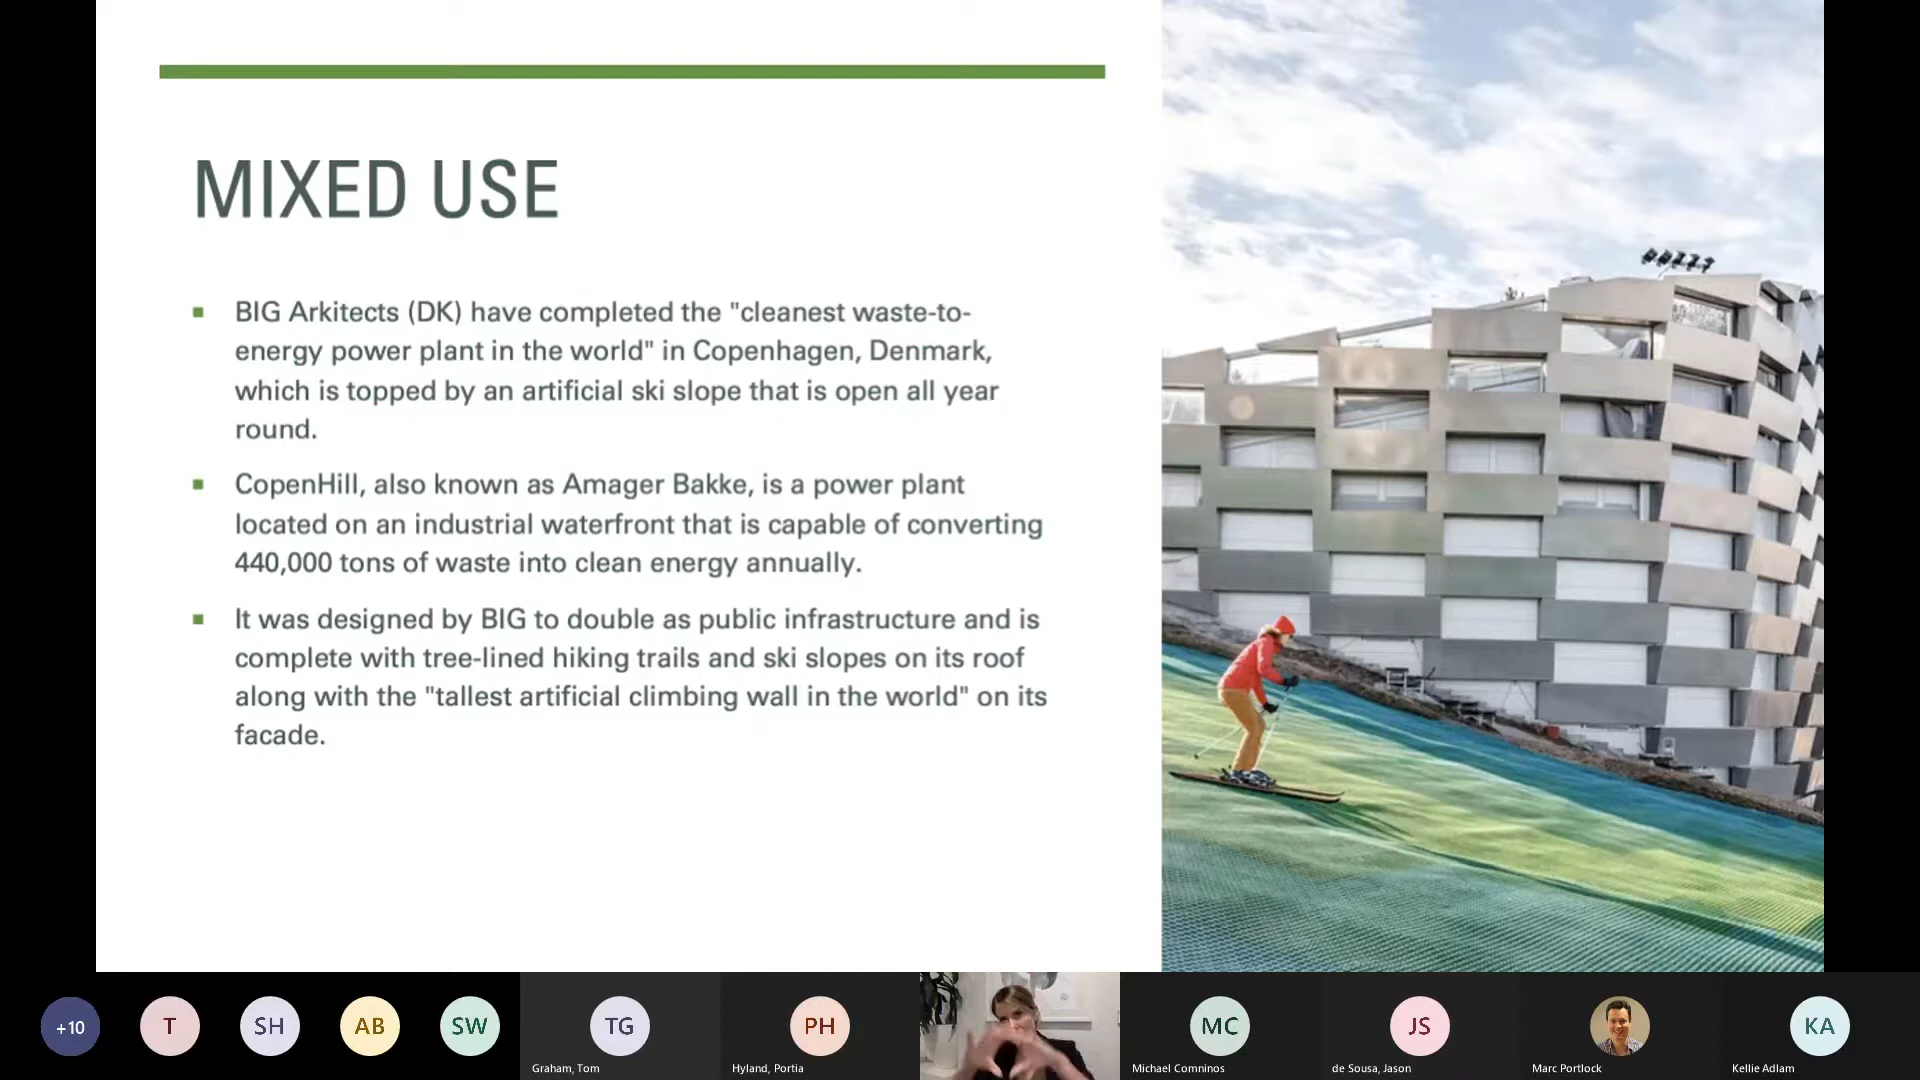 MIXED USE
BIG Arkitects (DK) have completed the "cleanest waste-to-
energy power plant in the world" in Copenhagen, Denmark,
which is topped by an artificial ski slope that is open all year
round.
CopenHill, also known as Amager Bakke, is a power plant
located on an industrial waterfront that is capable of converting
440,000 tons of waste into clean energy annually.
It was designed by BIG to double as public infrastructure and is
complete with tree-lined hiking trails and ski slopes on its roof
along with the "tallest artificial climbing wall in the world" on its
facade.
+10
T
SH
AB
SW
TG
Graham, Tom
PH
Hyland, Portia
MC
Michael Comninos
JS
de Sousa, Jason
Marc Portlock
KA
Kellie Adlam